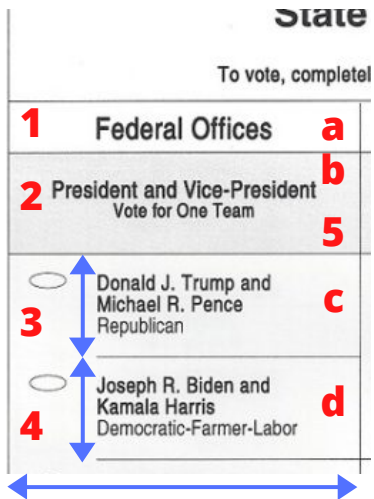 State
To vote, completel
1 Federal Offices a
b
2 President and Vice-President
Vote for One Team
5
Donald J. Trump and
3 Michael R. Pence c
Republican
Joseph R. Biden and
4 Kamala Harris d
Democratic-Farmer-Labor